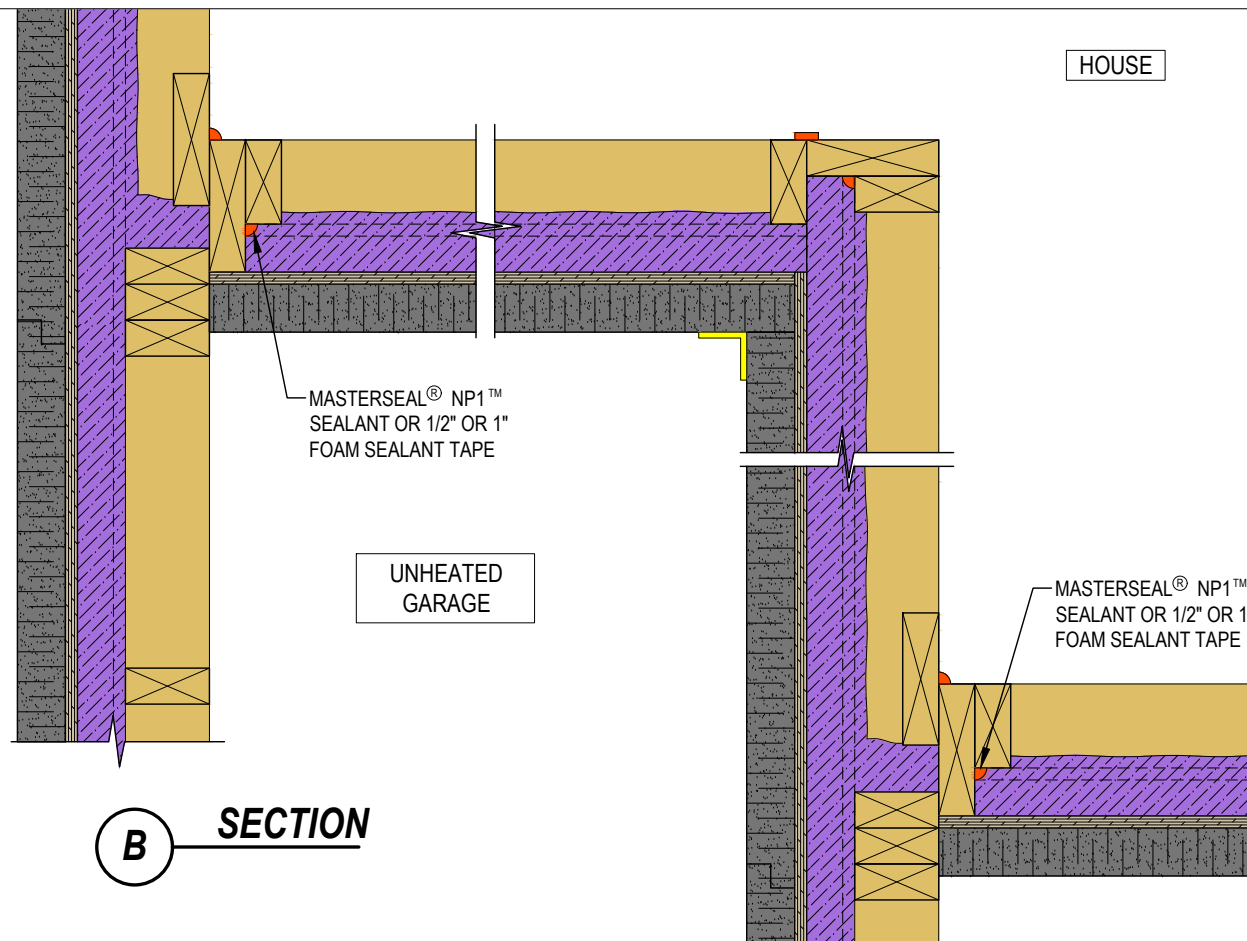 HOUSE
MASTERSEAL® NP1™
SEALANT OR 1/2" OR 1"
FOAM SEALANT TAPE
UNHEATED
GARAGE
MASTERSEAL® NP1™
SEALANT OR 1/2" OR 1
FOAM SEALANT TAPE
B SECTION